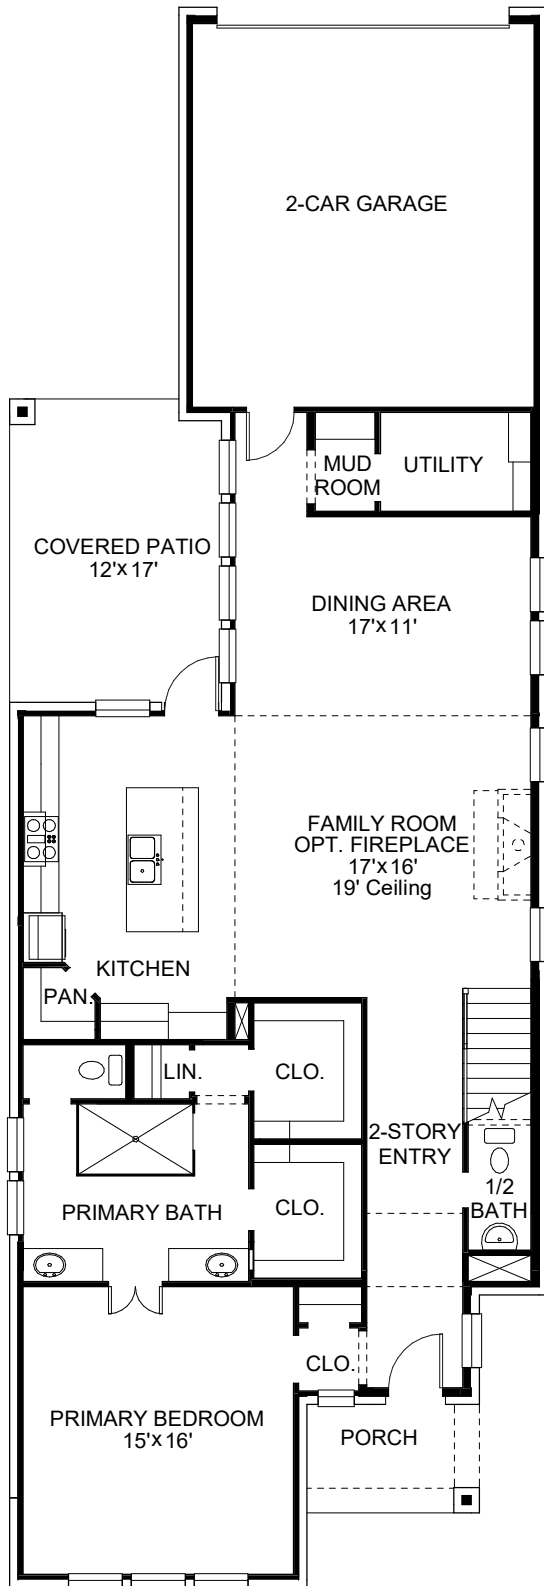 2-CAR GARAGE
MUD
ROOM
UTILITY
COVERED PATIO
12'x 17'
DINING AREA
17'x 11'
FAMILY ROOM
OPT. FIREPLACE
17'x 16'
19' Ceiling
KITCHEN
PAN.
LIN.
CLO.
2-STORY
ENTRY
1/2
BATH
PRIMARY BATH
CLO.
CLO.
PRIMARY BEDROOM
15'x 16'
PORCH